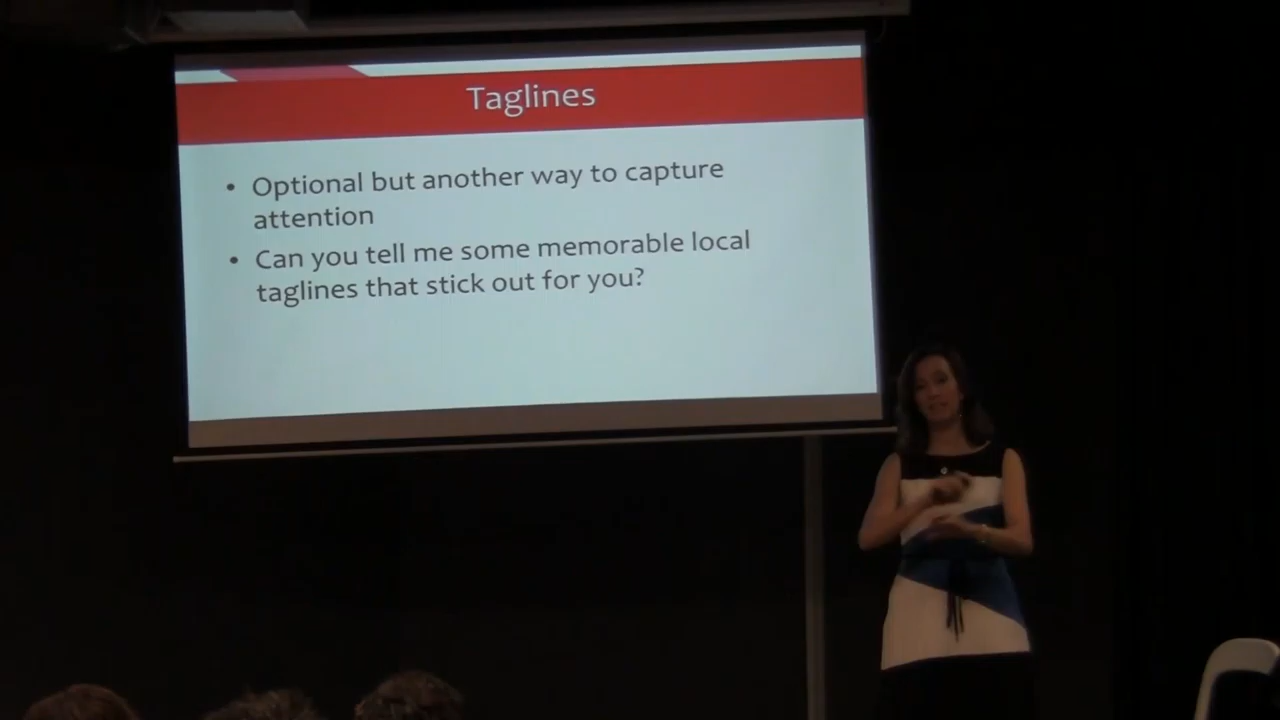 Taglines
• Optional but another way to capture
attention
• Can you tell me some memorable local
taglines that stick out for you?